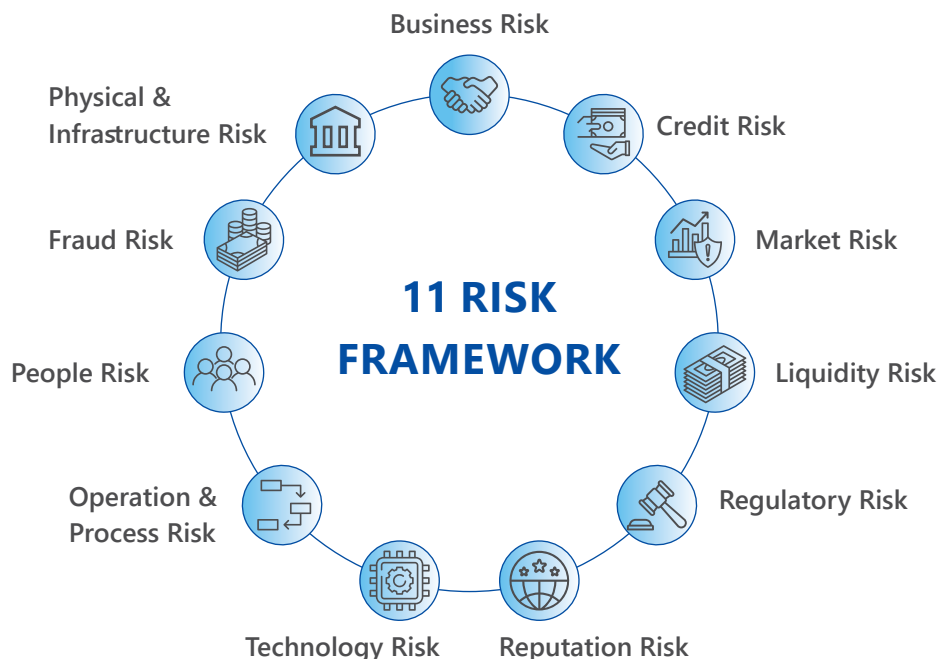 Business Risk
Physical &
Infrastructure Risk
Credit Risk
Fraud Risk
Market Risk
11 RISK
FRAMEWORK
People Risk
Liquidity Risk
Operation &
Process Risk
Regulatory Risk
Technology Risk
Reputation Risk